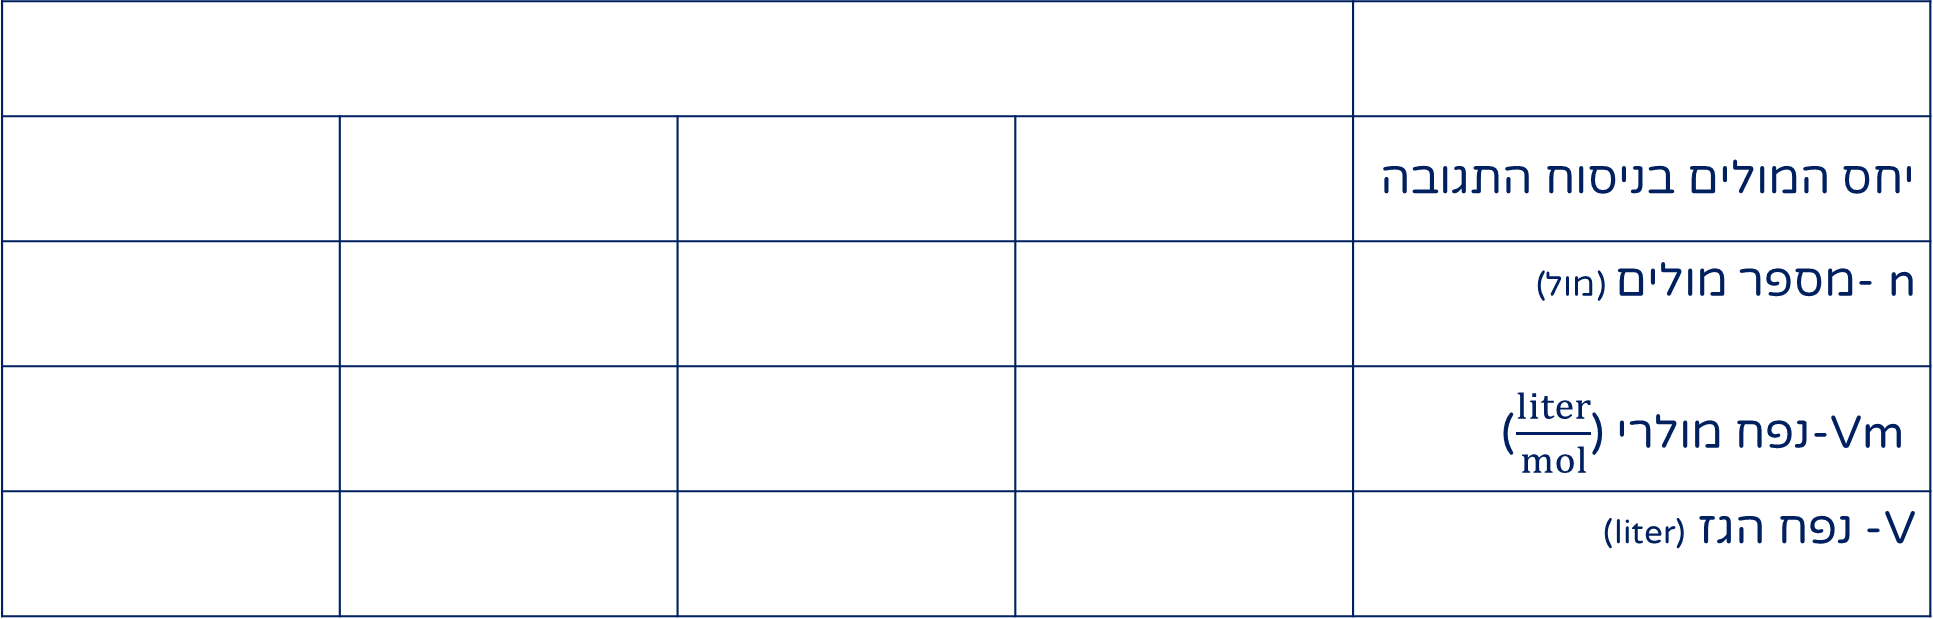 יחס המולים בניסוח התגובה
n -מספר מולים (מול)
Vm-נפח מולרי (liter/mol)
V- נפח הגז (liter)